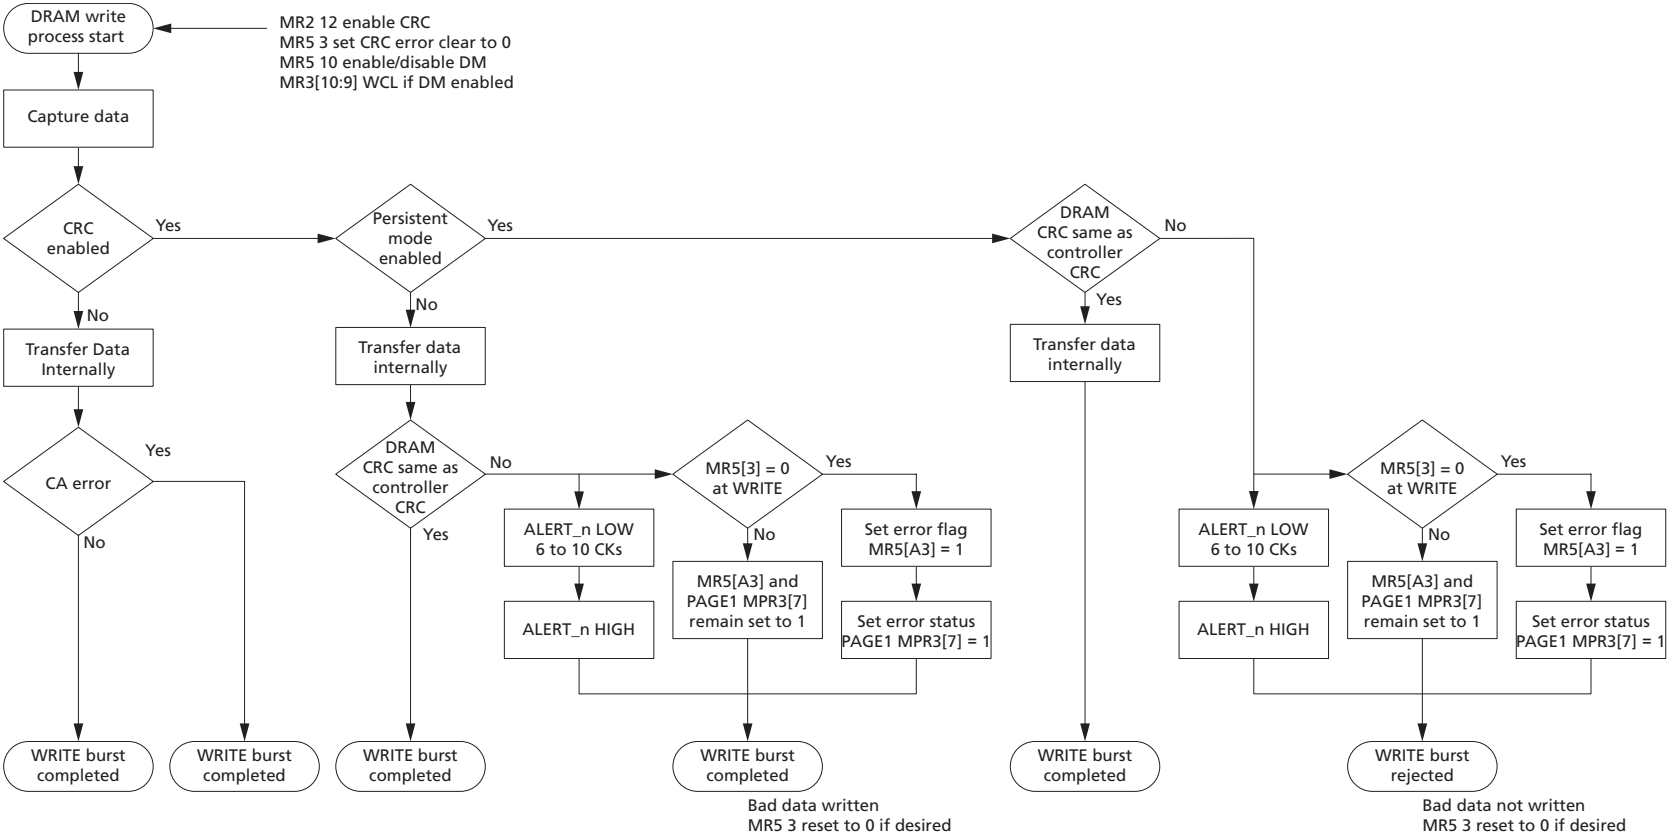 DRAM write
process start
MR2 12 enable CRC
MR5 3 set CRC error clear to 0
MR5 10 enable/disable DM
MR3[10:9] WCL if DM enabled
Capture data
CRC
enabled
Yes
Persistent
mode
enabled
Yes
DRAM
CRC same as
controller
CRC
No
No
No
Yes
Transfer Data
Internally
Transfer data
internally
Transfer data
internally
CA error
Yes
No
DRAM
CRC same as
controller
CRC
No
Yes
MR5[3] = 0
at WRITE
Yes
No
ALERT_n LOW
6 to 10 CKs
Set error flag
MR5[A3] = 1
ALERT_n HIGH
MR5[A3] and
PAGE1 MPR3[7]
remain set to 1
Set error status
PAGE1 MPR3[7] = 1
MR5[3] = 0
at WRITE
Yes
No
ALERT_n LOW
6 to 10 CKs
Set error flag
MR5[A3] = 1
ALERT_n HIGH
MR5[A3] and
PAGE1 MPR3[7]
remain set to 1
Set error status
PAGE1 MPR3[7] = 1
WRITE burst
completed
WRITE burst
completed
WRITE burst
completed
WRITE burst
completed
WRITE burst
completed
WRITE burst
rejected
Bad data written
MR5 3 reset to 0 if desired
Bad data not written
MR5 3 reset to 0 if desired